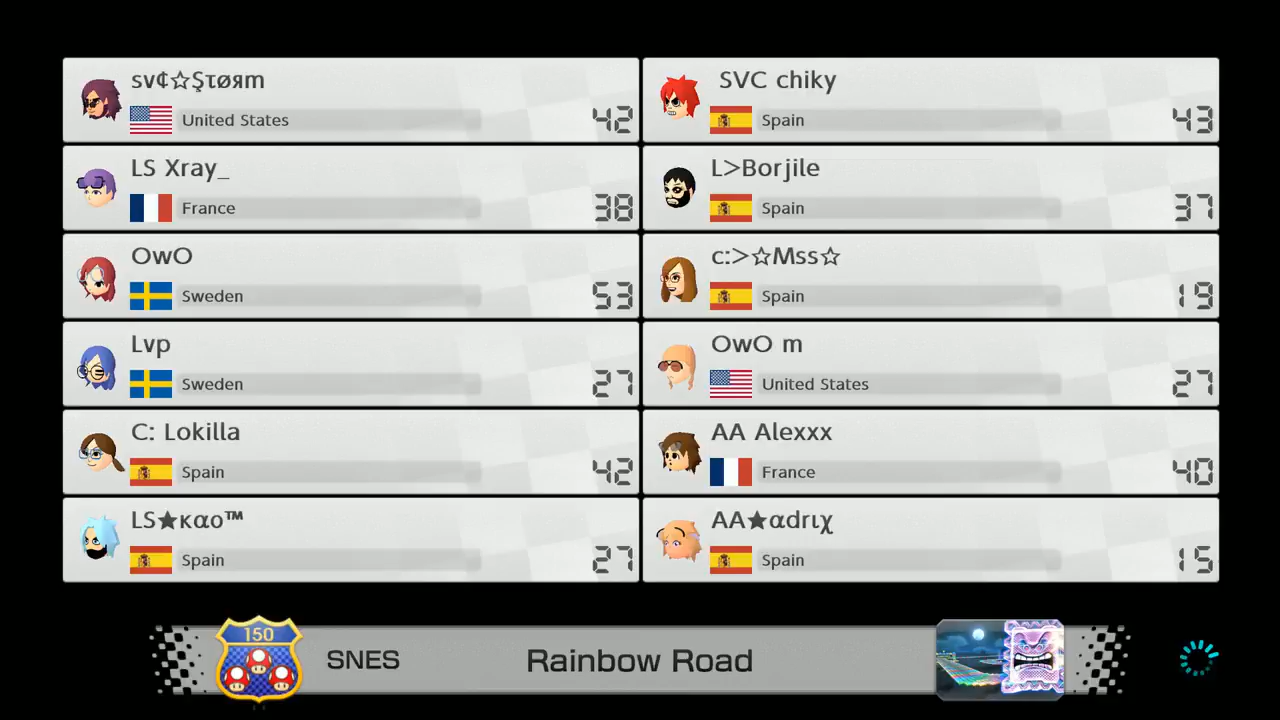 sv¢☆Şτøяm
United States
42
SVC chiky
Spain
43
LS Xray_
France
38
L>Borjile
Spain
37
OwO
Sweden
53
c:>☆Mss☆
Spain
19
Lvp
Sweden
27
OwO m
United States
27
C: Lokilla
Spain
42
AA Alexxx
France
40
LS★καο™
Spain
27
AA★αdrιχ
Spain
15
150
SNES
Rainbow Road